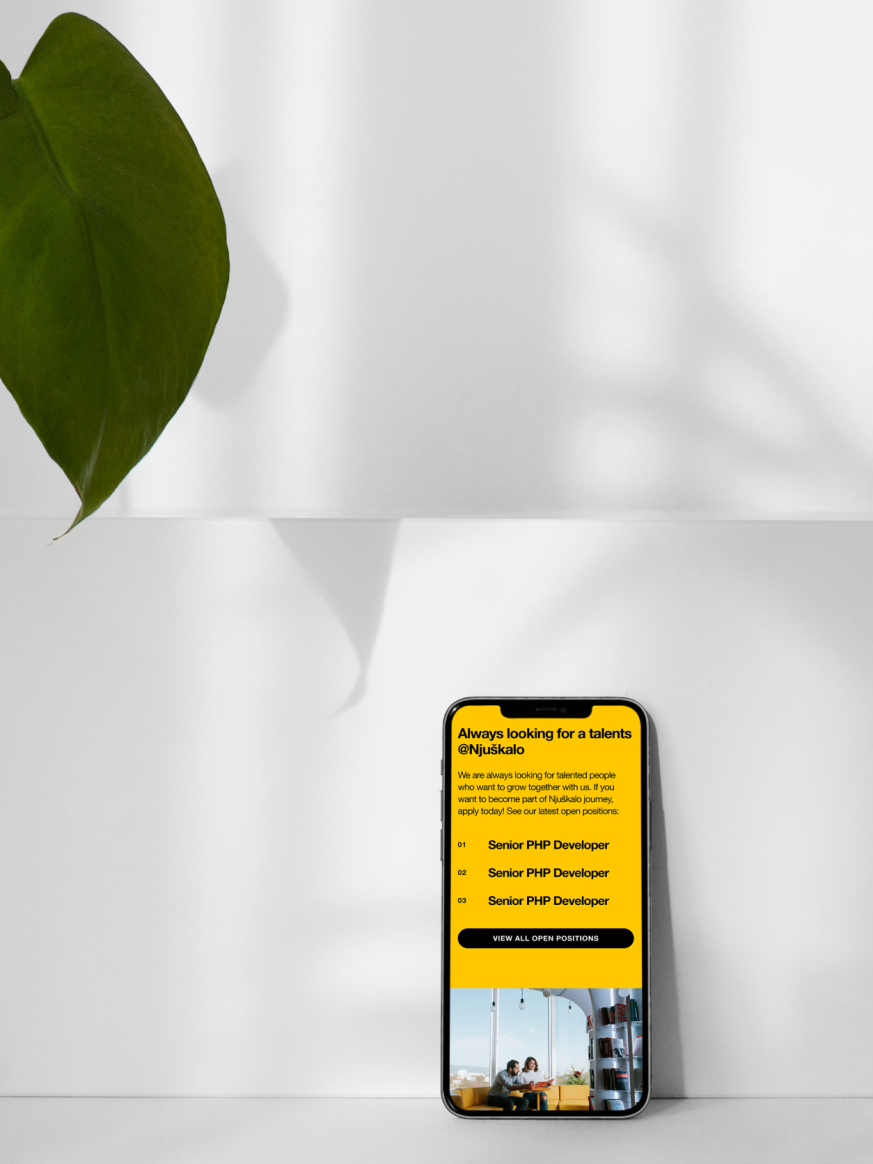 Always looking for a talents
@Njuškalo
We are always looking for talented people
who want to grow together with us. If you
want to become part of Njuškalo journey,
apply today! See our latest open positions:
01 Senior PHP Developer
02 Senior PHP Developer
03 Senior PHP Developer
VIEW ALL OPEN POSITIONS